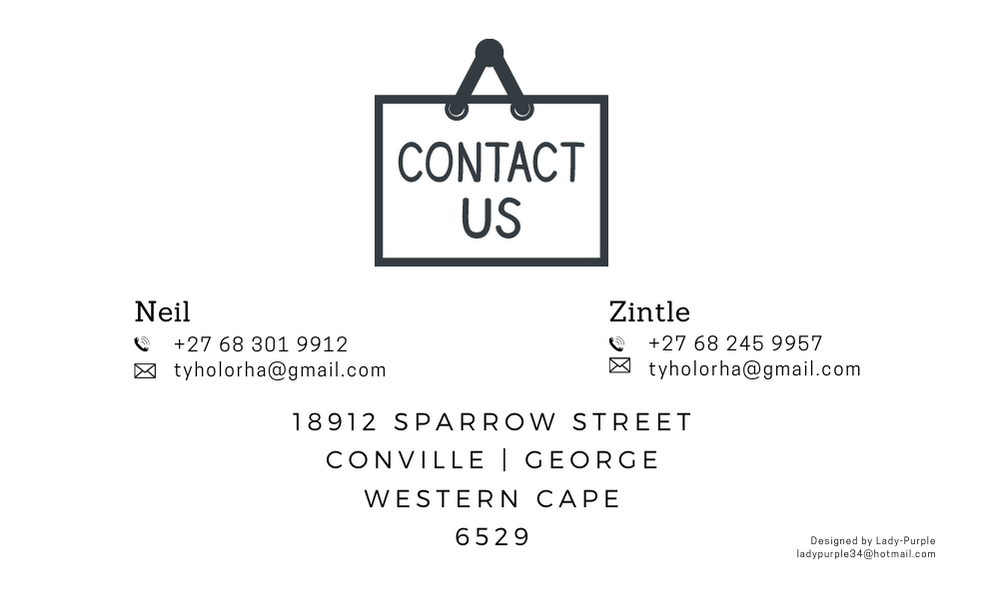 CONTACT
US
Neil
+27 68 301 9912
tyholorha@gmail.com
Zintle
+27 68 245 9957
tyholorha@gmail.com
18912 SPARROW STREET
CONVILLE | GEORGE
WESTERN CAPE
6529
Designed by Lady-Purple
ladypurple34@hotmail.com